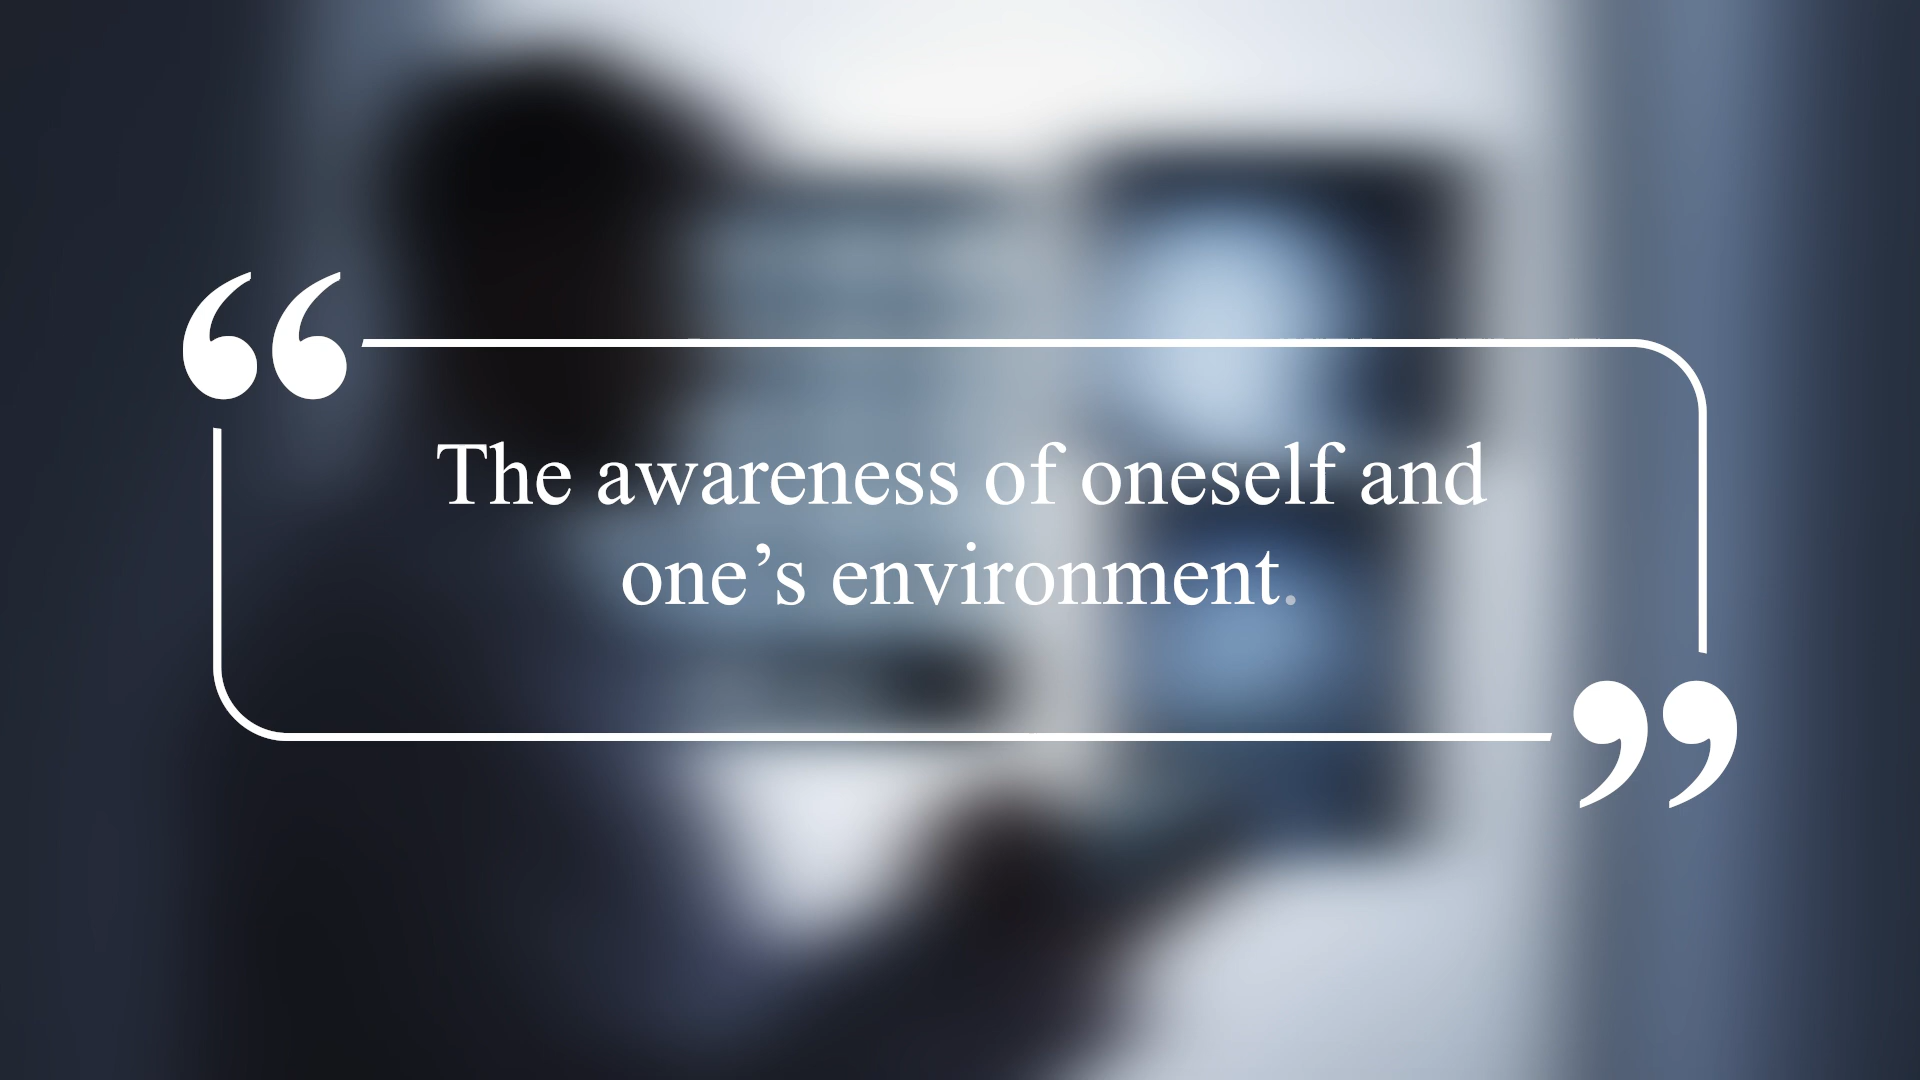 “The awareness of oneself and
one’s environment.”